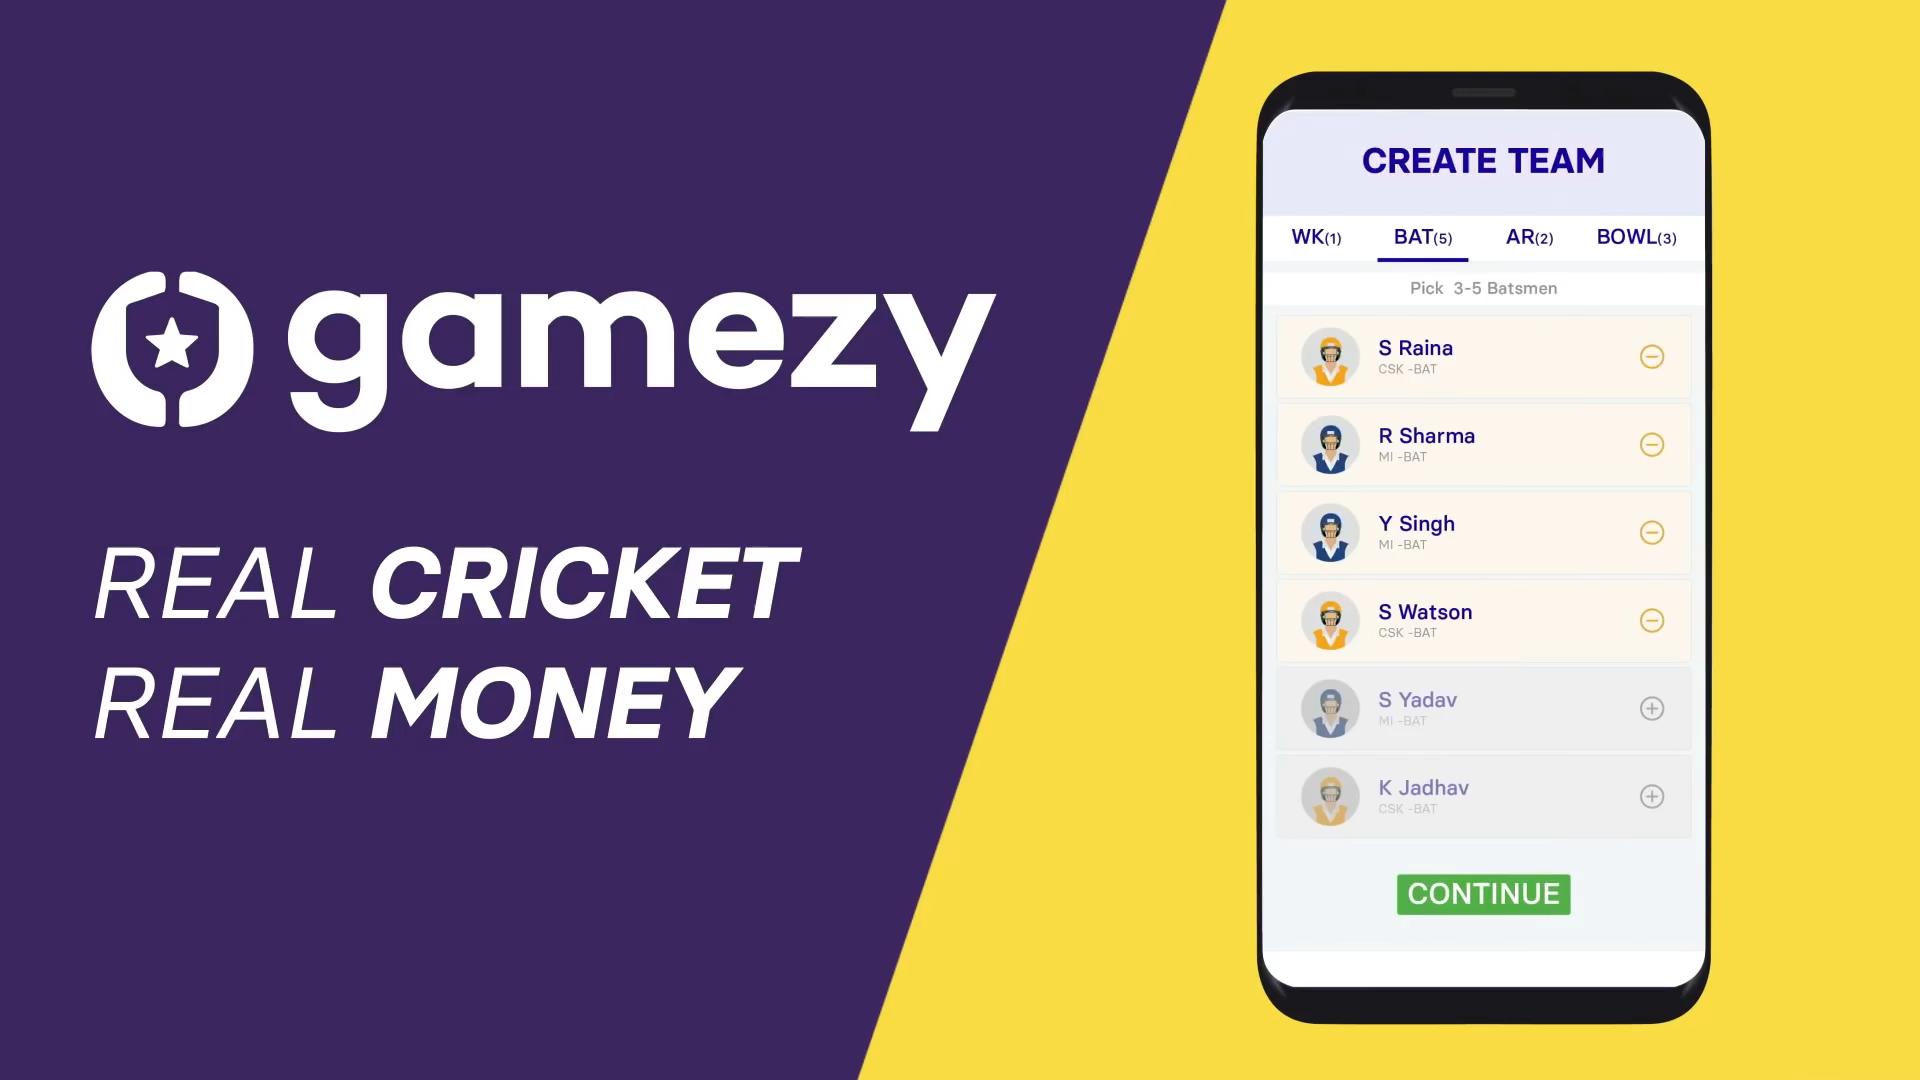 gamezy
REAL CRICKET
REAL MONEY
CREATE TEAM
WK(1) BAT(5) AR(2) BOWL(3)
Pick 3-5 Batsmen
S Raina
CSK -BAT
R Sharma
MI -BAT
Y Singh
MI -BAT
S Watson
CSK -BAT
S Yadav
MI -BAT
K Jadhav
CSK -BAT
CONTINUE